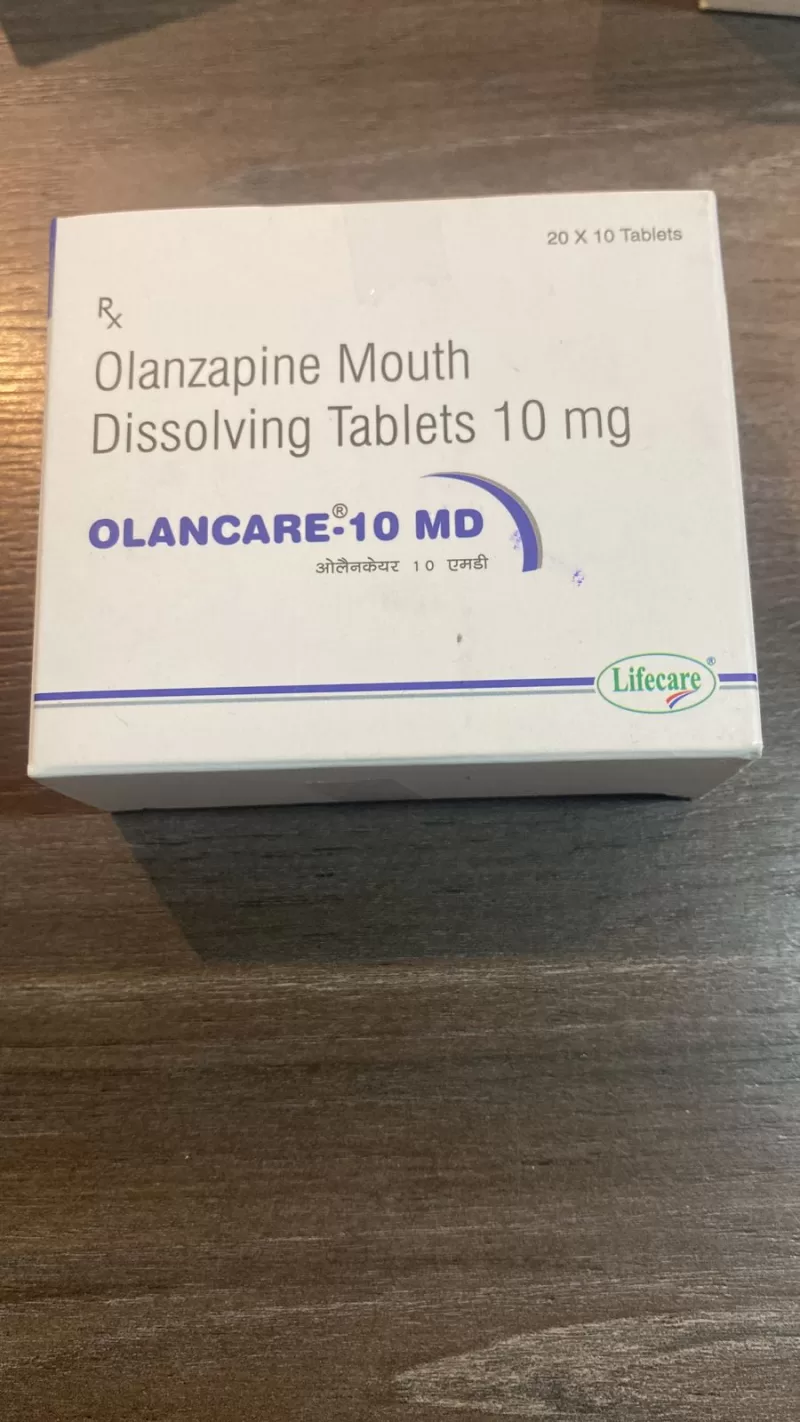 20 X 10 Tablets
Rx
Olanzapine Mouth
Dissolving Tablets 10 mg
OLANCARE®-10 MD
ओलैनकेयर 10 एमडी
Lifecare®